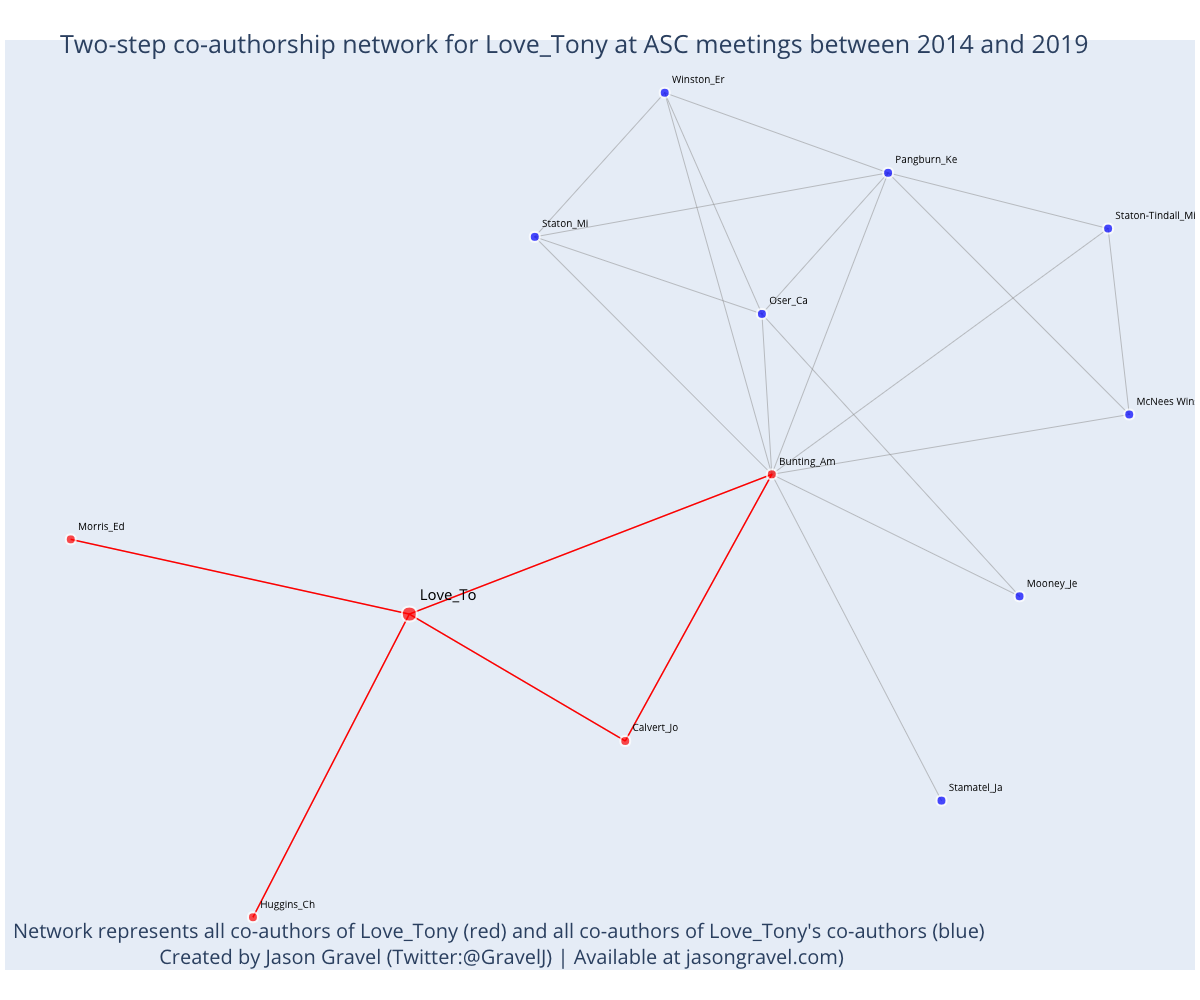 Two-step co-authorship network for Love_Tony at ASC meetings between 2014 and 2019
Winston_Er
Pangburn_Ke
Staton-Tindall_Mi
Staton_Mi
Oser_Ca
McNees Wins
Bunting_Am
Morris_Ed
Mooney_Je
Love_To
Calvert_Jo
Stamatel_Ja
Huggins_Ch
Network represents all co-authors of Love_Tony (red) and all co-authors of Love_Tony's co-authors (blue)
Created by Jason Gravel (Twitter:@GravelJ) | Available at jasongravel.com)